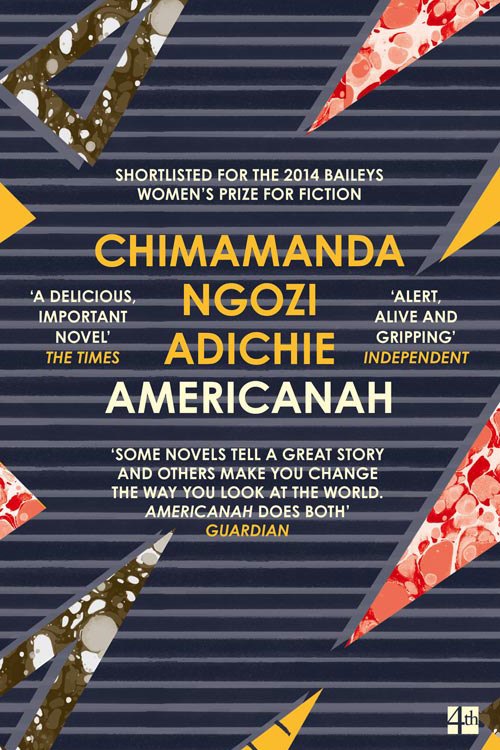 SHORTLISTED FOR THE 2014 BAILEYS
WOMEN'S PRIZE FOR FICTION
CHIMAMANDA
NGOZI
ADICHIE
AMERICANAH
‘A DELICIOUS,
IMPORTANT
NOVEL’
THE TIMES
‘ALERT,
ALIVE AND
GRIPPING’
INDEPENDENT
‘SOME NOVELS TELL A GREAT STORY
AND OTHERS MAKE YOU CHANGE
THE WAY YOU LOOK AT THE WORLD.
AMERICANAH DOES BOTH’
GUARDIAN
4th